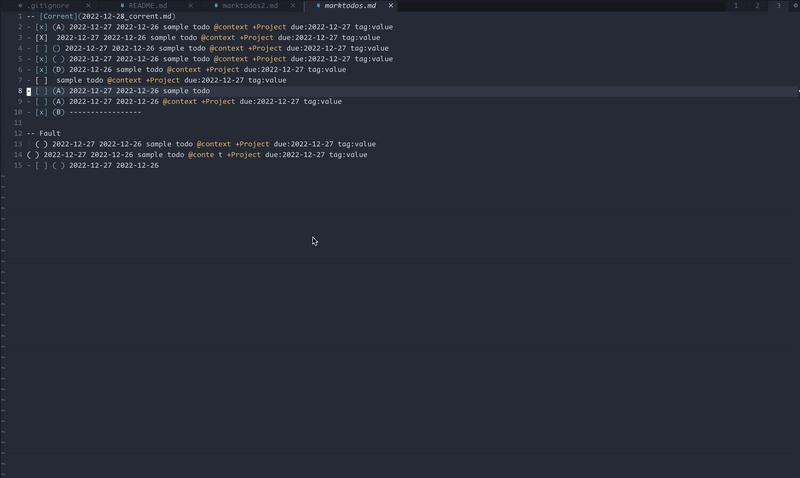 .gitignore README.md marktodos2.md marktodos.md 1 2 3
1 -- [Corrent](2022-12-28_corrent.md)
2 - [x] (A) 2022-12-27 2022-12-26 sample todo @context +Project due:2022-12-27 tag:value
3 - [X]  2022-12-27 2022-12-26 sample todo @context +Project due:2022-12-27 tag:value
4 - [ ] () 2022-12-27 2022-12-26 sample todo @context +Project due:2022-12-27 tag:value
5 - [x] ( ) 2022-12-27 2022-12-26 sample todo @context +Project due:2022-12-27 tag:value
6 - [x] (D) 2022-12-26 sample todo @context +Project due:2022-12-27 tag:value
7 - [ ]  sample todo @context +Project due:2022-12-27 tag:value
8 - [ ] (A) 2022-12-27 2022-12-26 sample todo
9 - [ ] (A) 2022-12-27 2022-12-26 @context +Project due:2022-12-27 tag:value
10 - [x] (B) -----------------
11
12 -- Fault
13   ( ) 2022-12-27 2022-12-26 sample todo @context +Project due:2022-12-27 tag:value
14 ( ) 2022-12-27 2022-12-26 sample todo @conte t +Project due:2022-12-27 tag:value
15 - [ ] ( ) 2022-12-27 2022-12-26